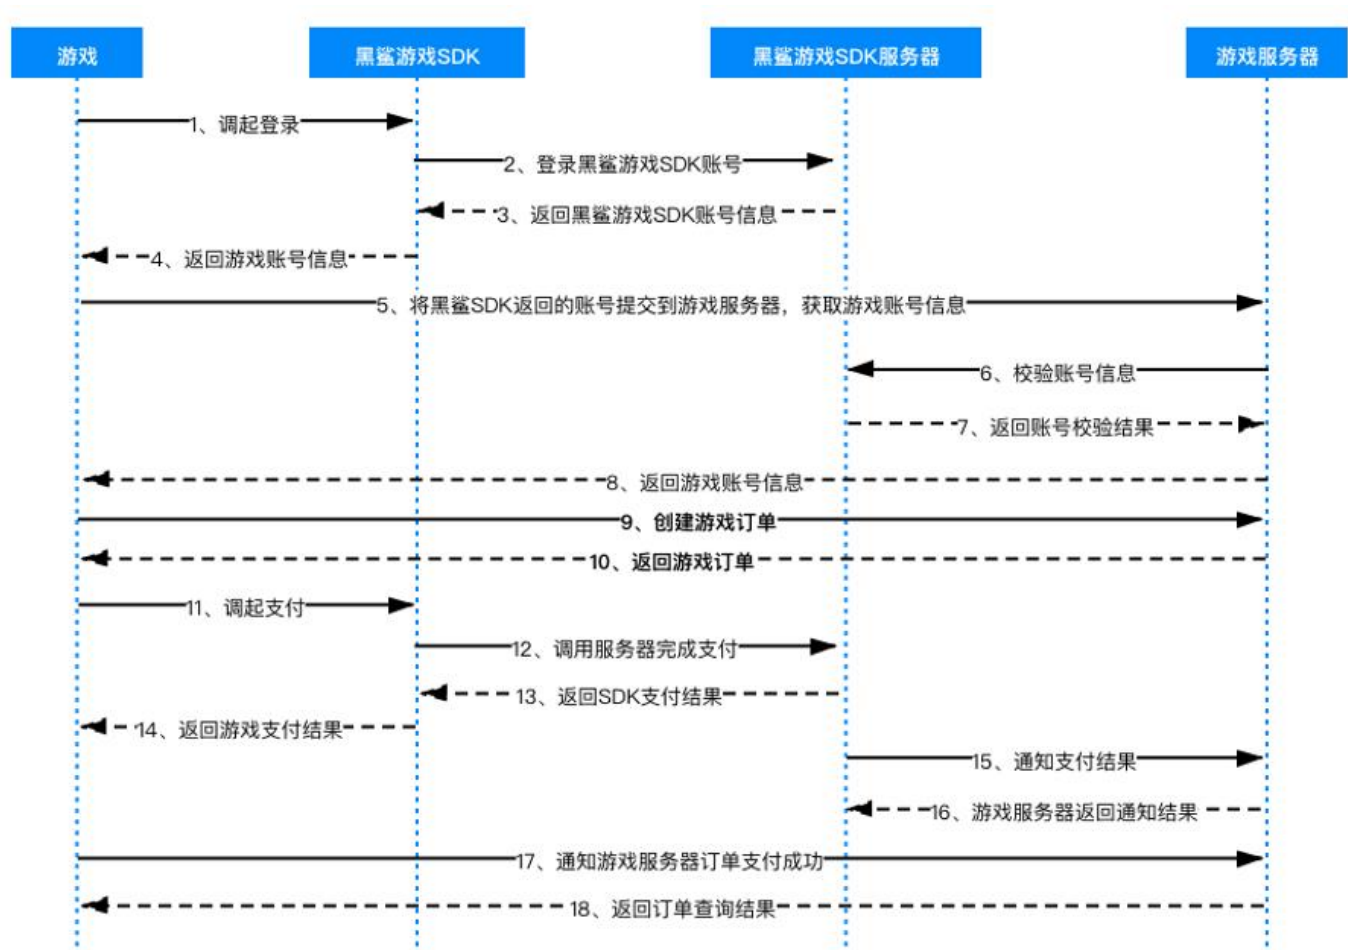 游戏
黑鲨游戏SDK
黑鲨游戏SDK服务器
游戏服务器
1、调起登录
2、登录黑鲨游戏SDK账号
3、返回黑鲨游戏SDK账号信息
4、返回游戏账号信息
5、将黑鲨SDK返回的账号提交到游戏服务器，获取游戏账号信息
6、校验账号信息
7、返回账号校验结果
8、返回游戏账号信息
9、创建游戏订单
10、返回游戏订单
11、调起支付
12、调用服务器完成支付
13、返回SDK支付结果
14、返回游戏支付结果
15、通知支付结果
16、游戏服务器返回通知结果
17、通知游戏服务器订单支付成功
18、返回订单查询结果